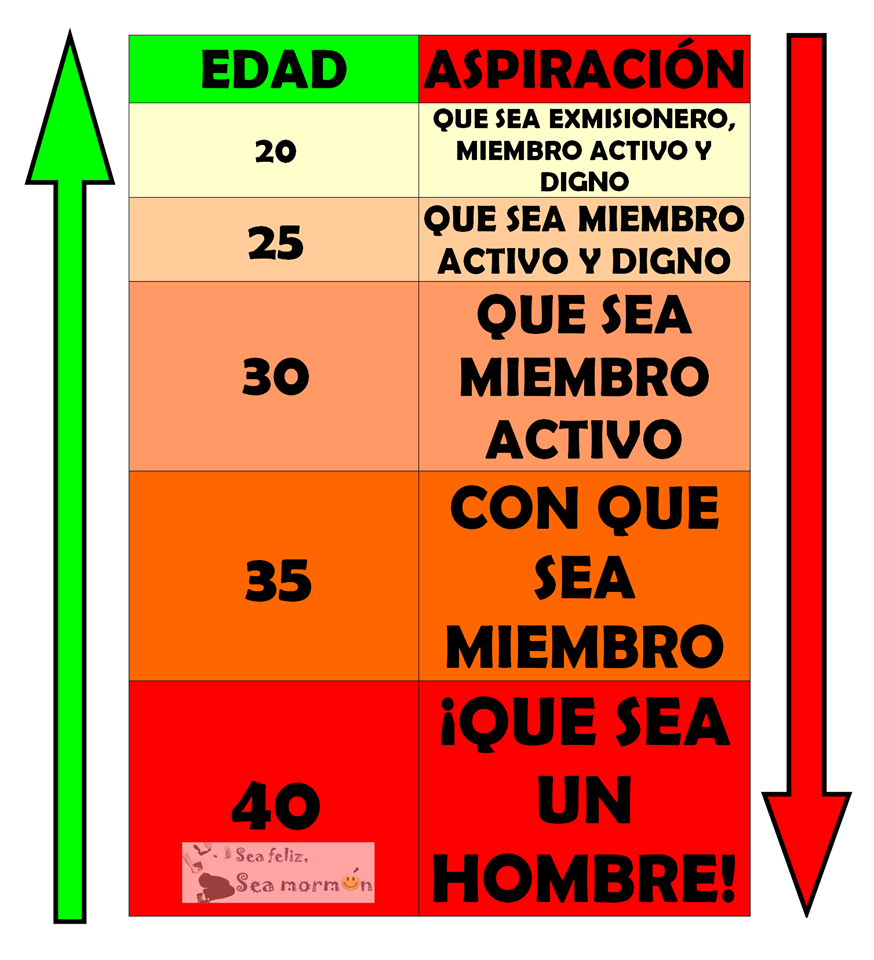 EDAD ASPIRACIÓN
20
QUE SEA EXMISIONERO,
MIEMBRO ACTIVO Y
DIGNO
25
QUE SEA MIEMBRO
ACTIVO Y DIGNO
30
QUE SEA
MIEMBRO
ACTIVO
35
CON QUE
SEA
MIEMBRO
40
¡QUE SEA
UN
HOMBRE!
Sea feliz,
Sea mormón